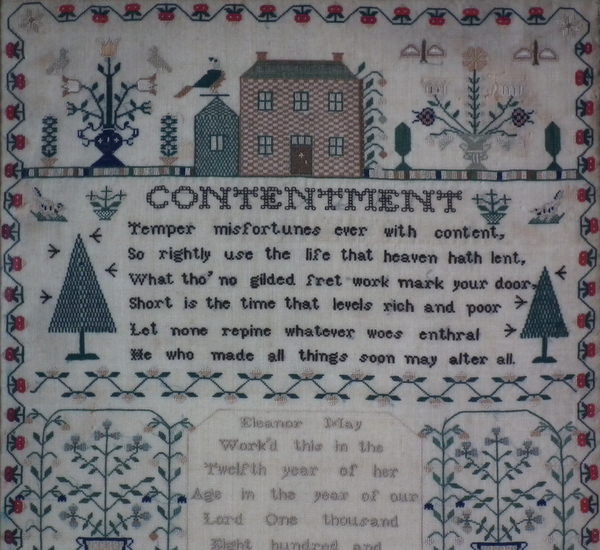 CONTENTMENT
Temper misfortunes ever with content,
So rightly use the life that heaven hath lent,
What tho' no gilded fret work mark your door,
Short is the time that levels rich and poor
Let none repine whatever woes enthral
He who made all things soon may alter all.
Eleanor May
Work'd this in the
Twelfth year of her
Age in the year of our
Lord One thousand
Eight hundred and